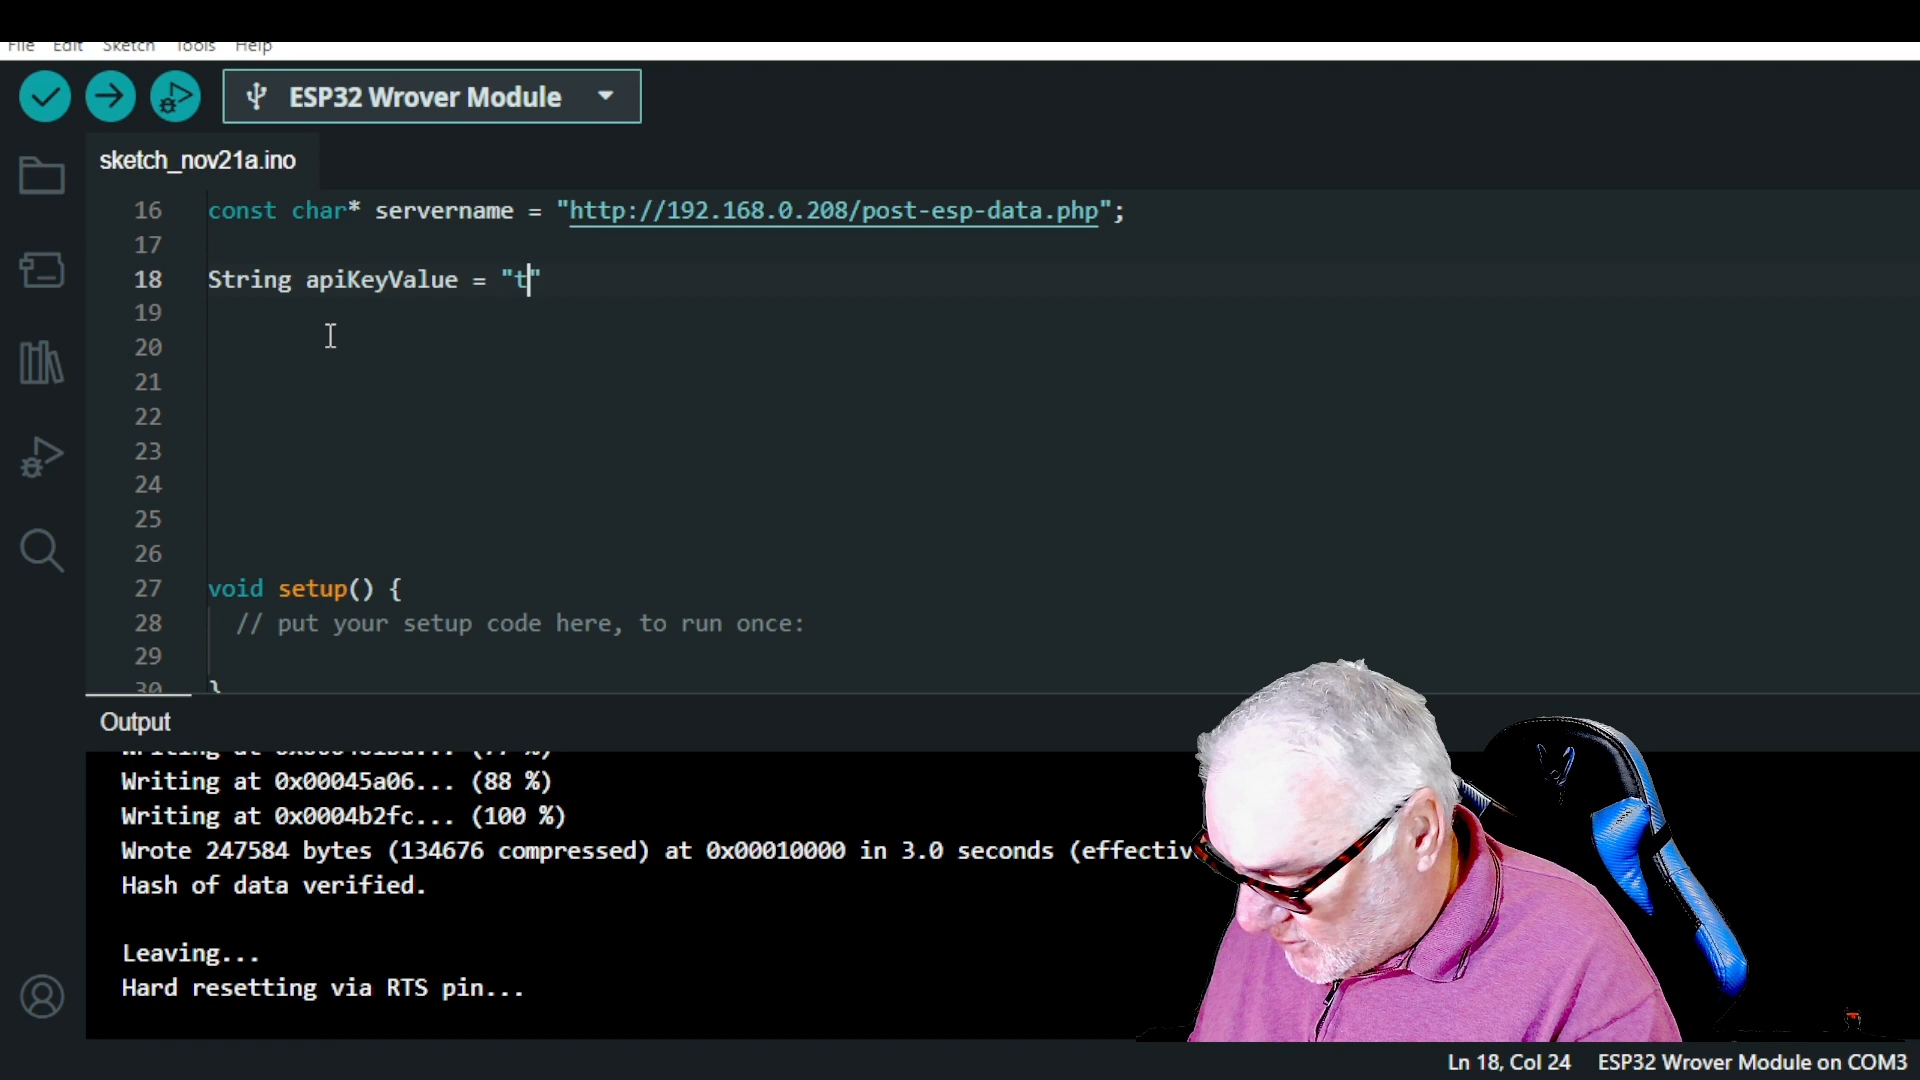 File Edit Sketch Tools Help
ESP32 Wrover Module
sketch_nov21a.ino
16 const char* servername = "http://192.168.0.208/post-esp-data.php";
17
18 String apiKeyValue = "t"
19
20
21
22
23
24
25
26
27 void setup() {
28 // put your setup code here, to run once:
29
30 }
Output
Writing at (77 %)
Writing at 0x00045a06... (88 %)
Writing at 0x0004b2fc... (100 %)
Wrote 247584 bytes (134676 compressed) at 0x00010000 in 3.0 seconds (effectiv
Hash of data verified.
Leaving...
Hard resetting via RTS pin...
Ln 18, Col 24 ESP32 Wrover Module on COM3